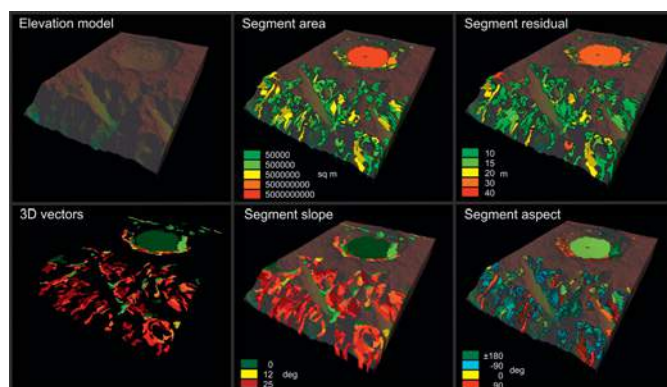 Elevation model
Segment area
50000
500000
5000000 sq m
500000000
5000000000
Segment residual
10
15
20 m
30
40
3D vectors
Segment slope
0
12 deg
25
Segment aspect
±180
-90 deg
0
90